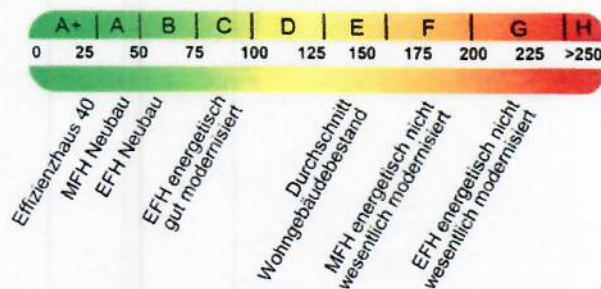 A+ A B C D E F G H
0 25 50 75 100 125 150 175 200 225 >250
Effizienzhaus 40
MFH Neubau
EFH Neubau
EFH energetisch
gut modernisiert
Durchschnitt
Wohngebäudebestand
MFH energetisch nicht
wesentlich modernisiert
EFH energetisch nicht
wesentlich modernisiert